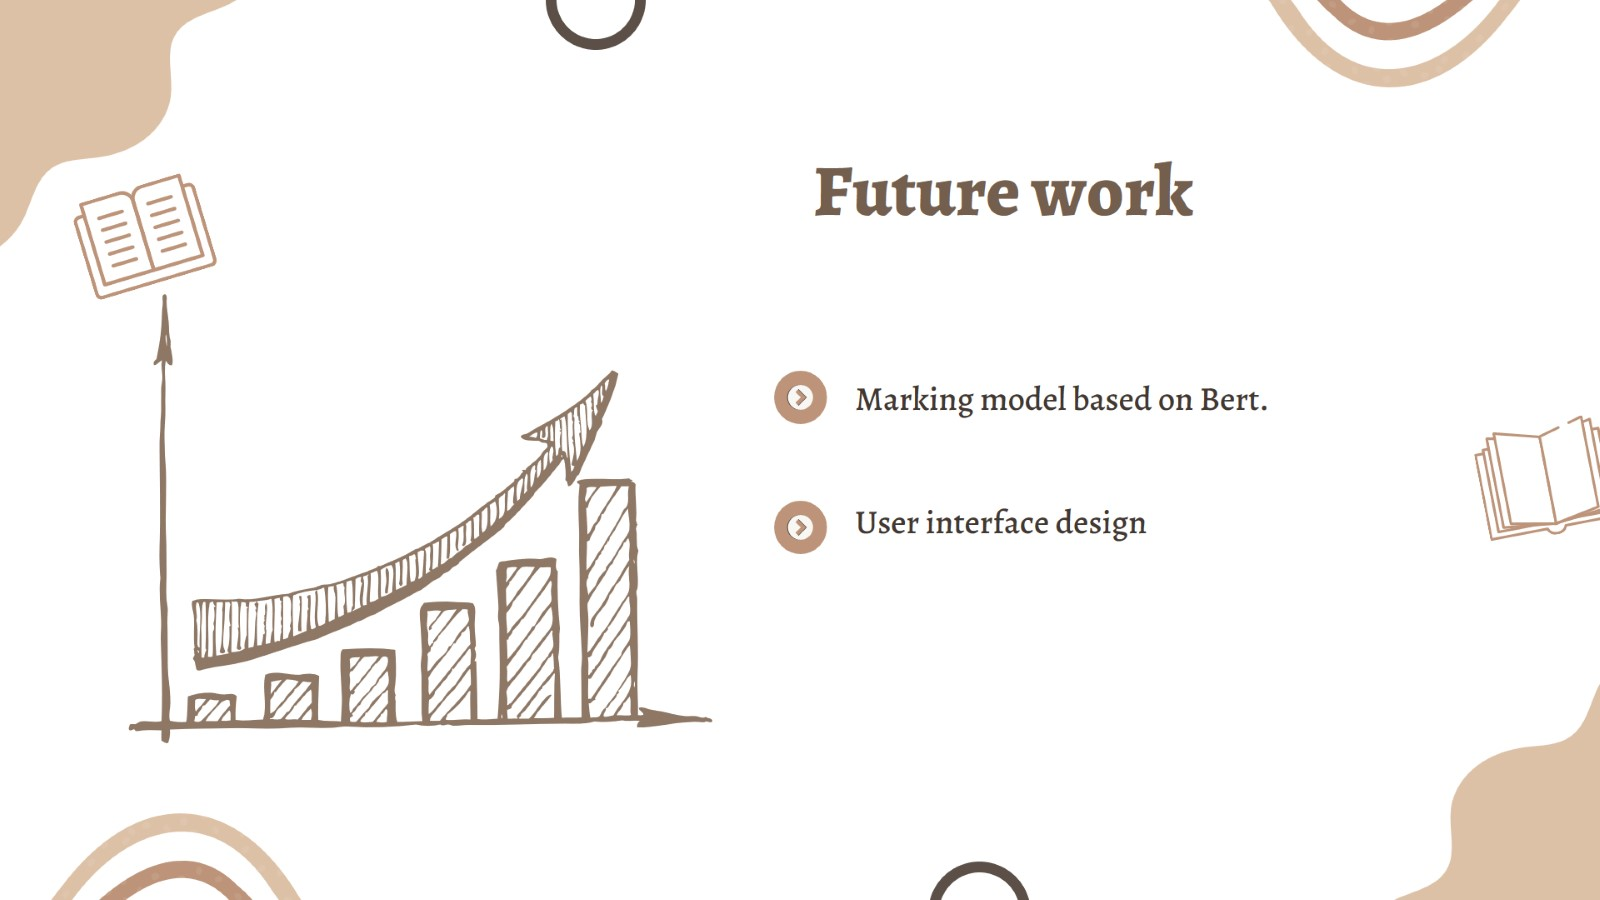 Future work
Marking model based on Bert.
User interface design